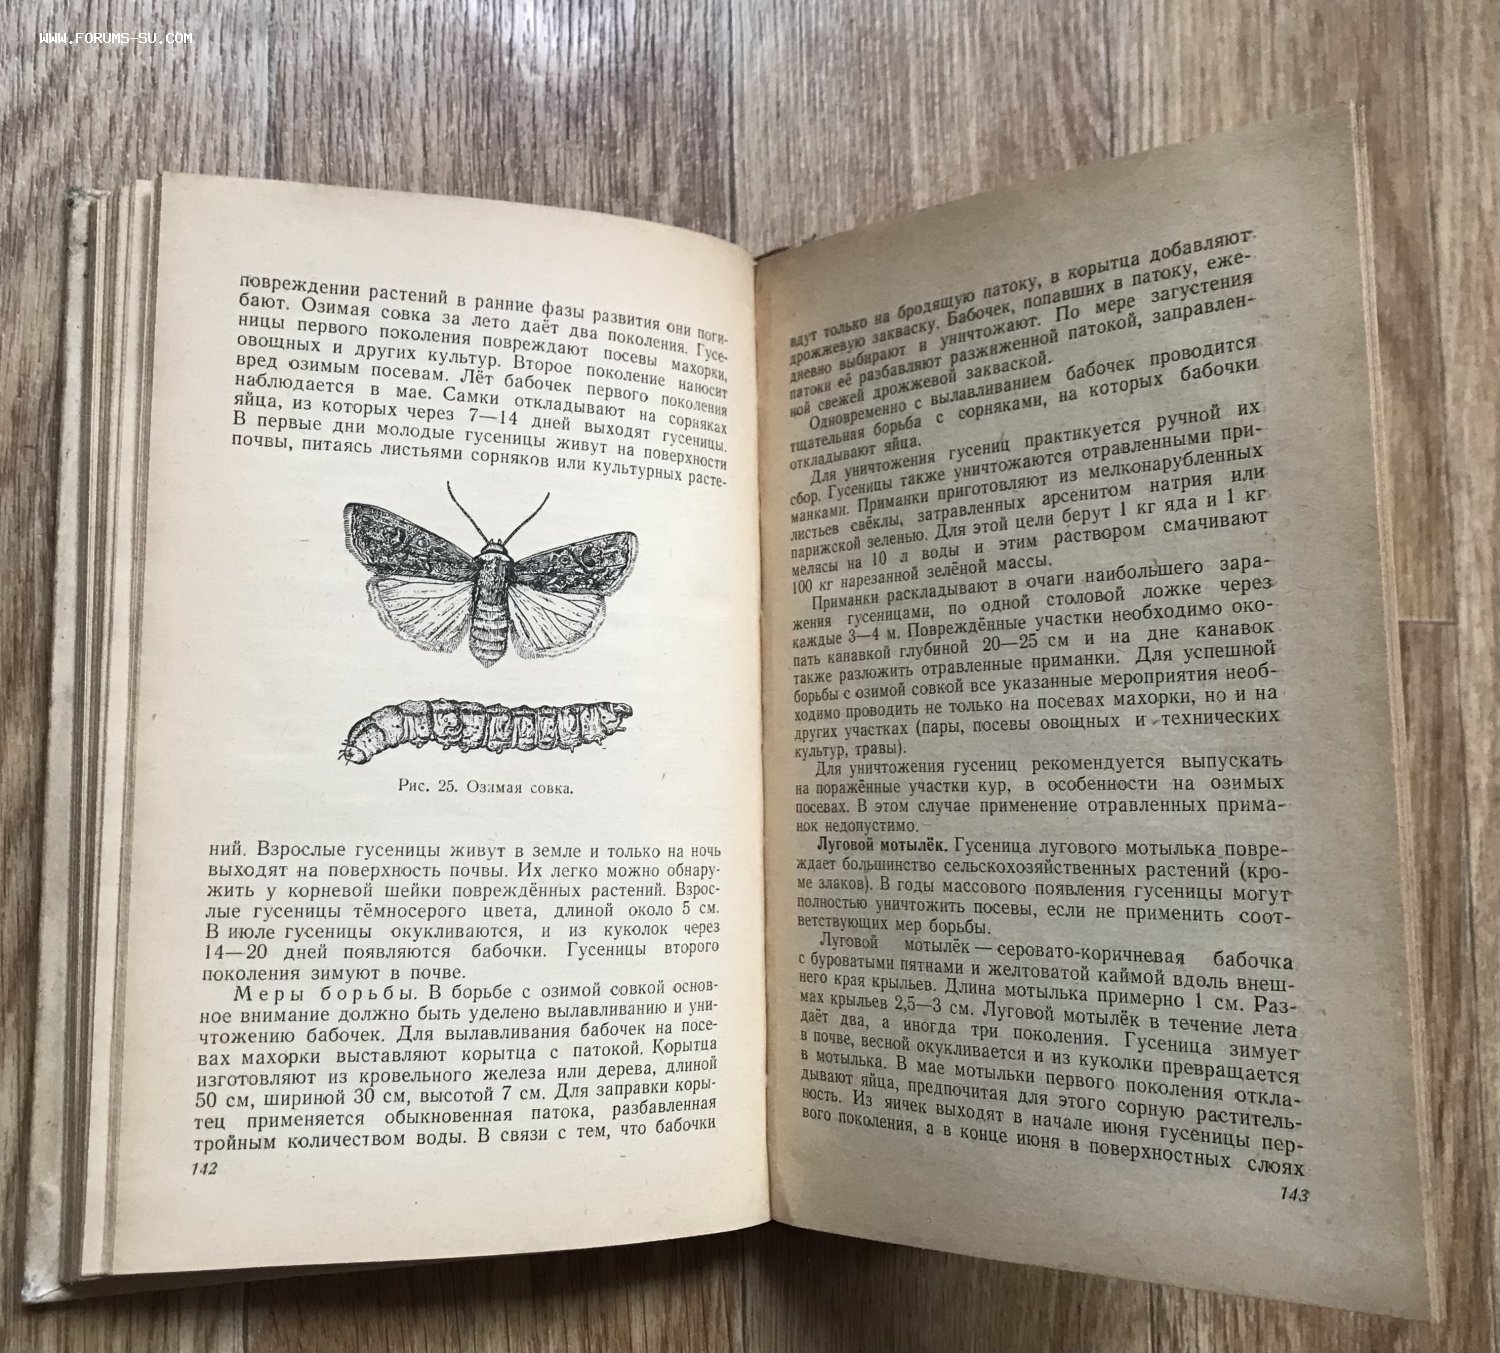 WWW.FORUMS-SU.COM
повреждении растений в ранние фазы развития они поги-
бают. Озимая совка за лето даёт два поколения. Гусе-
ницы первого поколения повреждают посевы махорки,
овощных и других культур. Второе поколение наносит
вред озимым посевам. Лёт бабочек первого поколения
наблюдается в мае. Самки откладывают на сорняках
яйца, из которых через 7—14 дней выходят гусеницы.
В первые дни молодые гусеницы живут на поверхности
почвы, питаясь листьями сорняков или культурных расте-
Рис. 25. Озимая совка.
ний. Взрослые гусеницы живут в земле и только на ночь
выходят на поверхность почвы. Их легко можно обнару-
жить у корневой шейки повреждённых растений. Взрос-
лые гусеницы тёмносерого цвета, длиной около 5 см.
В июле гусеницы окукливаются, и из куколок через
14—20 дней появляются бабочки. Гусеницы второго
поколения зимуют в почве.
Меры борьбы. В борьбе с озимой совкой основ-
ное внимание должно быть уделено вылавливанию и уни-
чтожению бабочек. Для вылавливания бабочек на посе-
вах махорки выставляют корытца с патокой. Корытца
изготовляют из кровельного железа или дерева, длиной
50 см, шириной 30 см, высотой 7 см. Для заправки коры-
тец применяется обыкновенная патока, разбавленная
тройным количеством воды. В связи с тем, что бабочки
142
идут только на бродящую патоку, в корытца добавляют
дрожжевую закваску. Бабочек, попавших в патоку, еже-
дневно выбирают и уничтожают. По мере загустения
патоки её разбавляют разжиженной патокой, заправлен-
ной свежей дрожжевой закваской.
Одновременно с вылавливанием бабочек проводится
тщательная борьба с сорняками, на которых бабочки
откладывают яйца.
Для уничтожения гусениц практикуется ручной их
сбор. Гусеницы также уничтожаются отравленными при-
манками. Приманки приготовляют из мелконарубленных
листьев свёклы, затравленных арсенитом натрия или
парижской зеленью. Для этой цели берут 1 кг яда и 1 кг
мелясы на 10 л воды и этим раствором смачивают
100 кг нарезанной зелёной массы.
Приманки раскладывают в очаги наибольшего зара-
жения гусеницами, по одной столовой ложке через
каждые 3—4 м. Повреждённые участки необходимо око-
пать канавкой глубиной 20—25 см и на дне канавок
также разложить отравленные приманки. Для успешной
борьбы с озимой совкой все указанные мероприятия необ-
ходимо проводить не только на посевах махорки, но и на
других участках (пары, посевы овощных и технических
культур, травы).
Для уничтожения гусениц рекомендуется выпускать
на поражённые участки кур, в особенности на озимых
посевах. В этом случае применение отравленных прима-
нок недопустимо.
Луговой мотылёк. Гусеница лугового мотылька повре-
ждает большинство сельскохозяйственных растений (кро-
ме злаков). В годы массового появления гусеницы могут
полностью уничтожить посевы, если не применить соот-
ветствующих мер борьбы.
Луговой мотылёк — серовато-коричневая бабочка
с буроватыми пятнами и желтоватой каймой вдоль внеш-
него края крыльев. Длина мотылька примерно 1 см. Раз-
мах крыльев 2,5—3 см. Луговой мотылёк в течение лета
даёт два, а иногда три поколения. Гусеница зимует
в почве, весной окукливается и из куколки превращается
в мотылька. В мае мотыльки первого поколения откла-
дывают яйца, предпочитая для этого сорную раститель-
ность. Из яичек выходят в начале июня гусеницы пер-
вого поколения, а в конце июня в поверхностных слоях
143